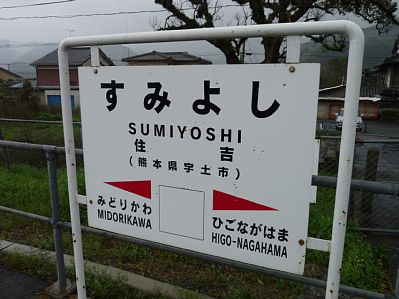 すみよし
SUMIYOSHI
住吉
(熊本県宇土市)
みどりかわ
MIDORIKAWA
ひごながはま
HIGO-NAGAHAMA